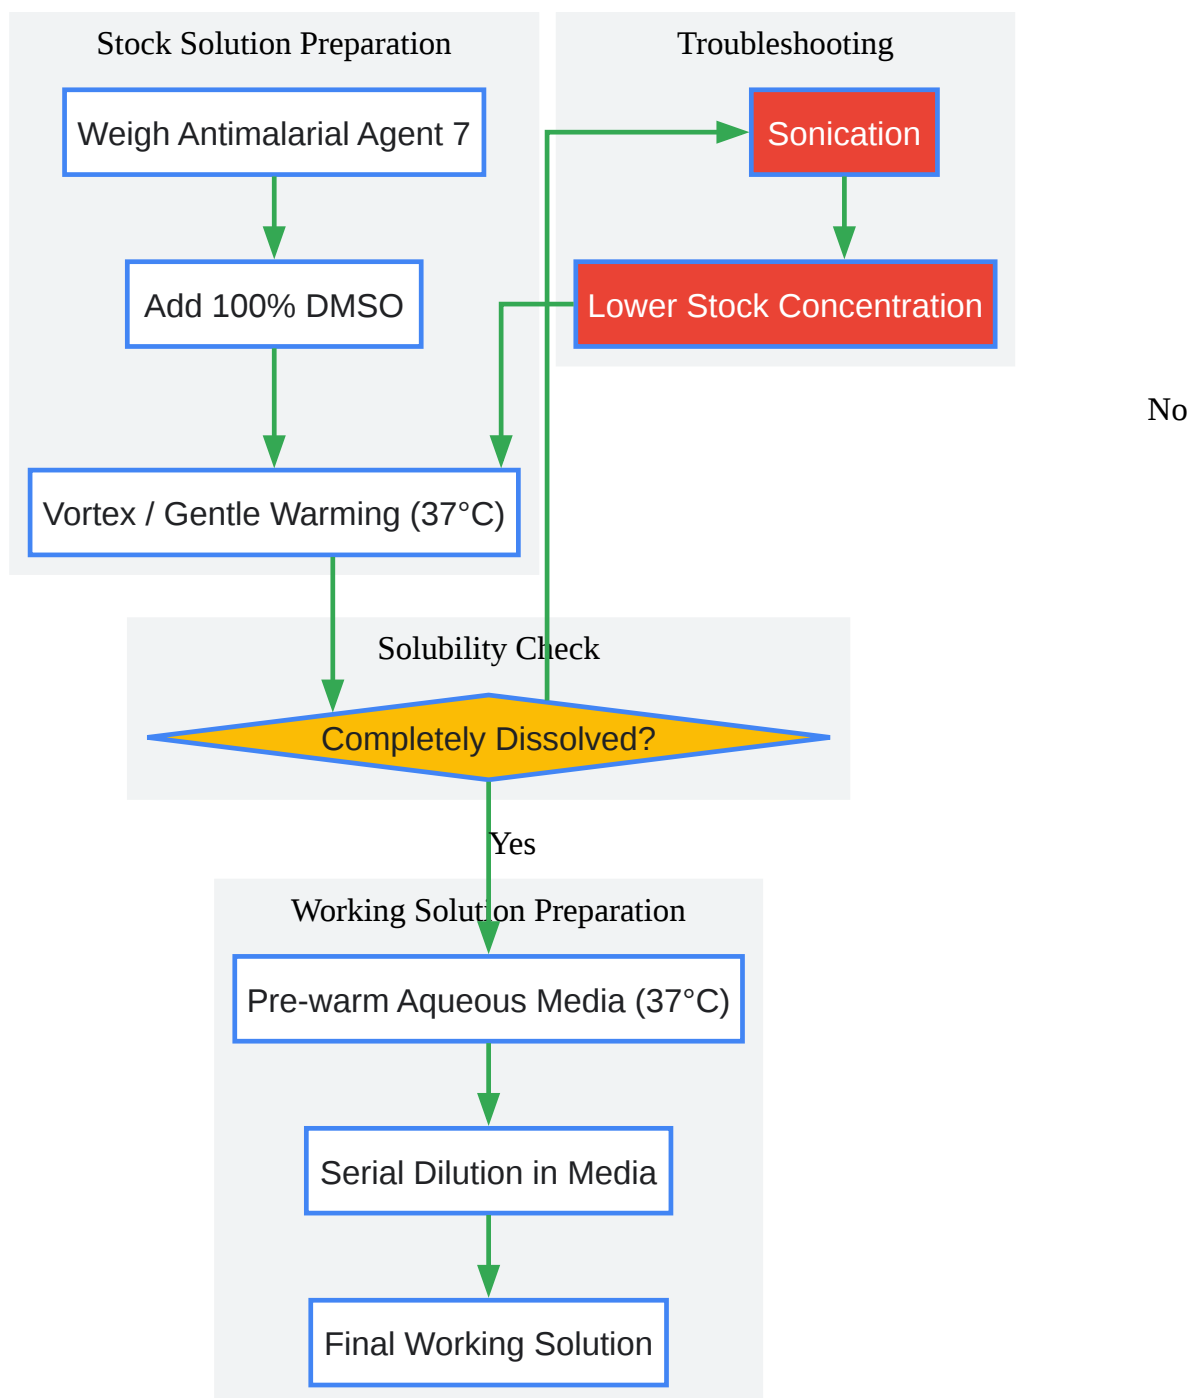 Stock Solution Preparation
Weigh Antimalarial Agent 7
Add 100% DMSO
Vortex / Gentle Warming (37°C)
Troubleshooting
Sonication
Lower Stock Concentration
No
Solubility Check
Completely Dissolved?
Yes
Working Solution Preparation
Pre-warm Aqueous Media (37°C)
Serial Dilution in Media
Final Working Solution